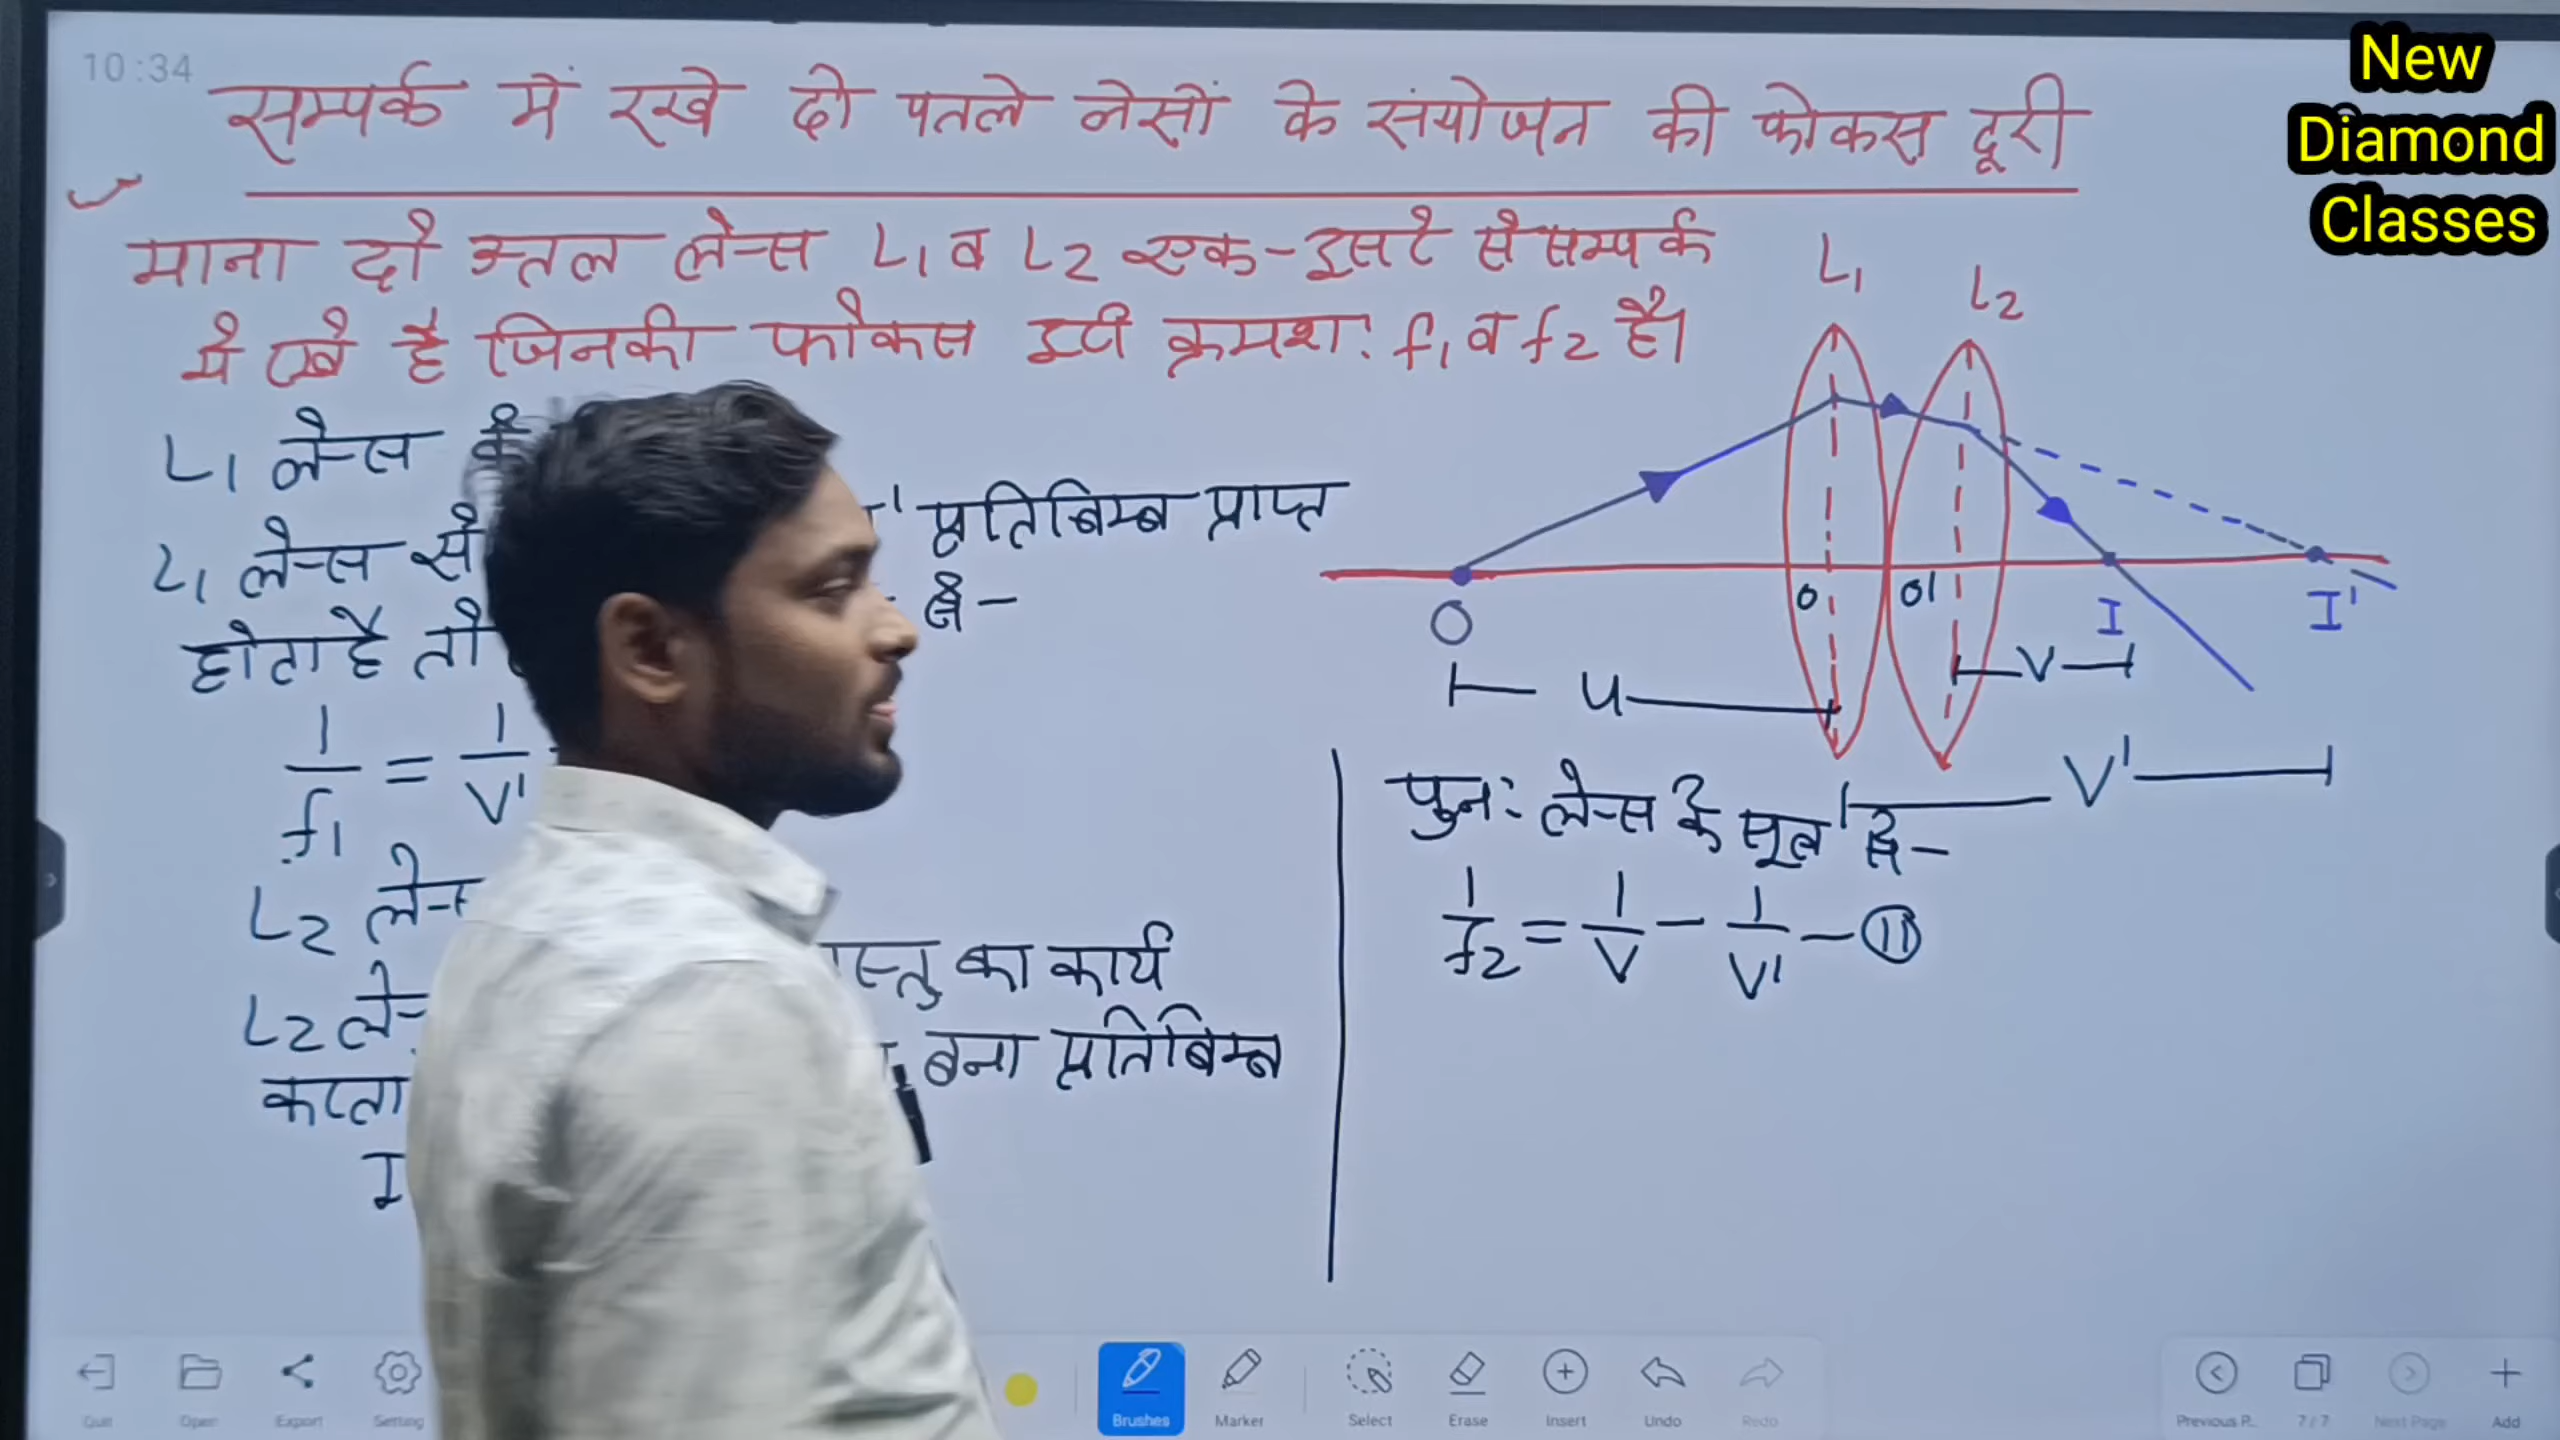 10:34
New
Diamond
Classes
सम्पर्क में रखे दो पतले लेंसों के संयोजन की फोकस दूरी
माना दो उत्तल लेन्स L1 व L2 एक-दूसरे से सम्पर्क
मे रखे है जिनकी फोकस दूरी क्रमश: f1 व f2 है।
L1 लेन्स के
L1 लेन्स से I' प्रतिबिम्ब प्राप्त
होता है तो से -
1/f1 = 1/V'
L2 लेन्स
L2 लेन्स वस्तु का कार्य
करता बना प्रतिबिम्ब
I
L1
L2
O
o
o1
I
I'
u
V
V'
पुन: लेन्स के सूत्र से -
1/f2 = 1/V - 1/V' - (II)
Quit
Open
Export
Setting
Brushes
Marker
Select
Erase
Insert
Undo
Redo
Previous P..
7/7
Next Page
Add